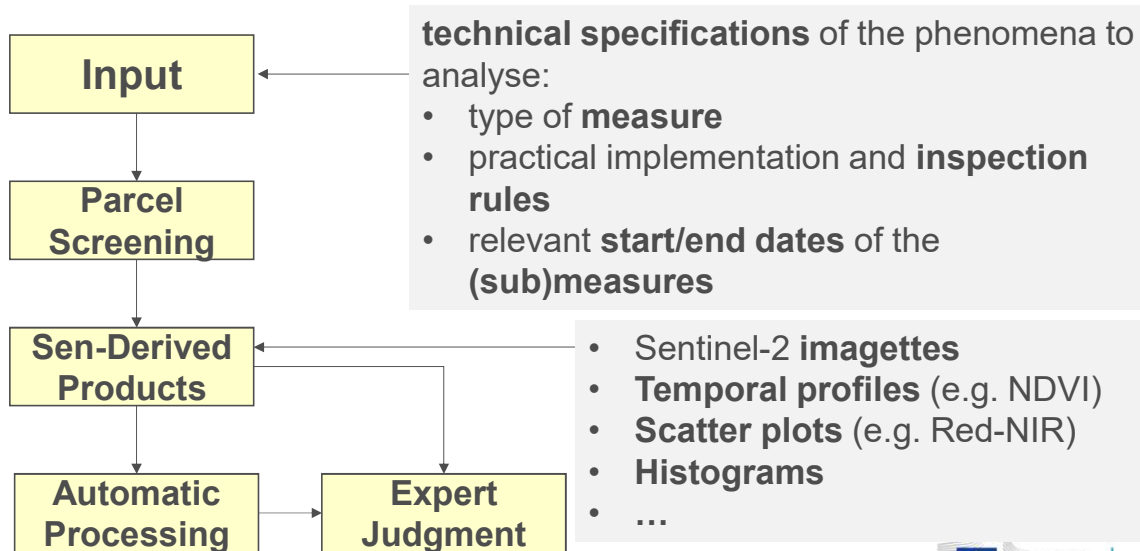 Input
technical specifications of the phenomena to
analyse:
• type of measure
• practical implementation and inspection
rules
• relevant start/end dates of the
(sub)measures
Parcel
Screening
Sen-Derived
Products
• Sentinel-2 imagettes
• Temporal profiles (e.g. NDVI)
• Scatter plots (e.g. Red-NIR)
• Histograms
• …
Automatic
Processing
Expert
Judgment